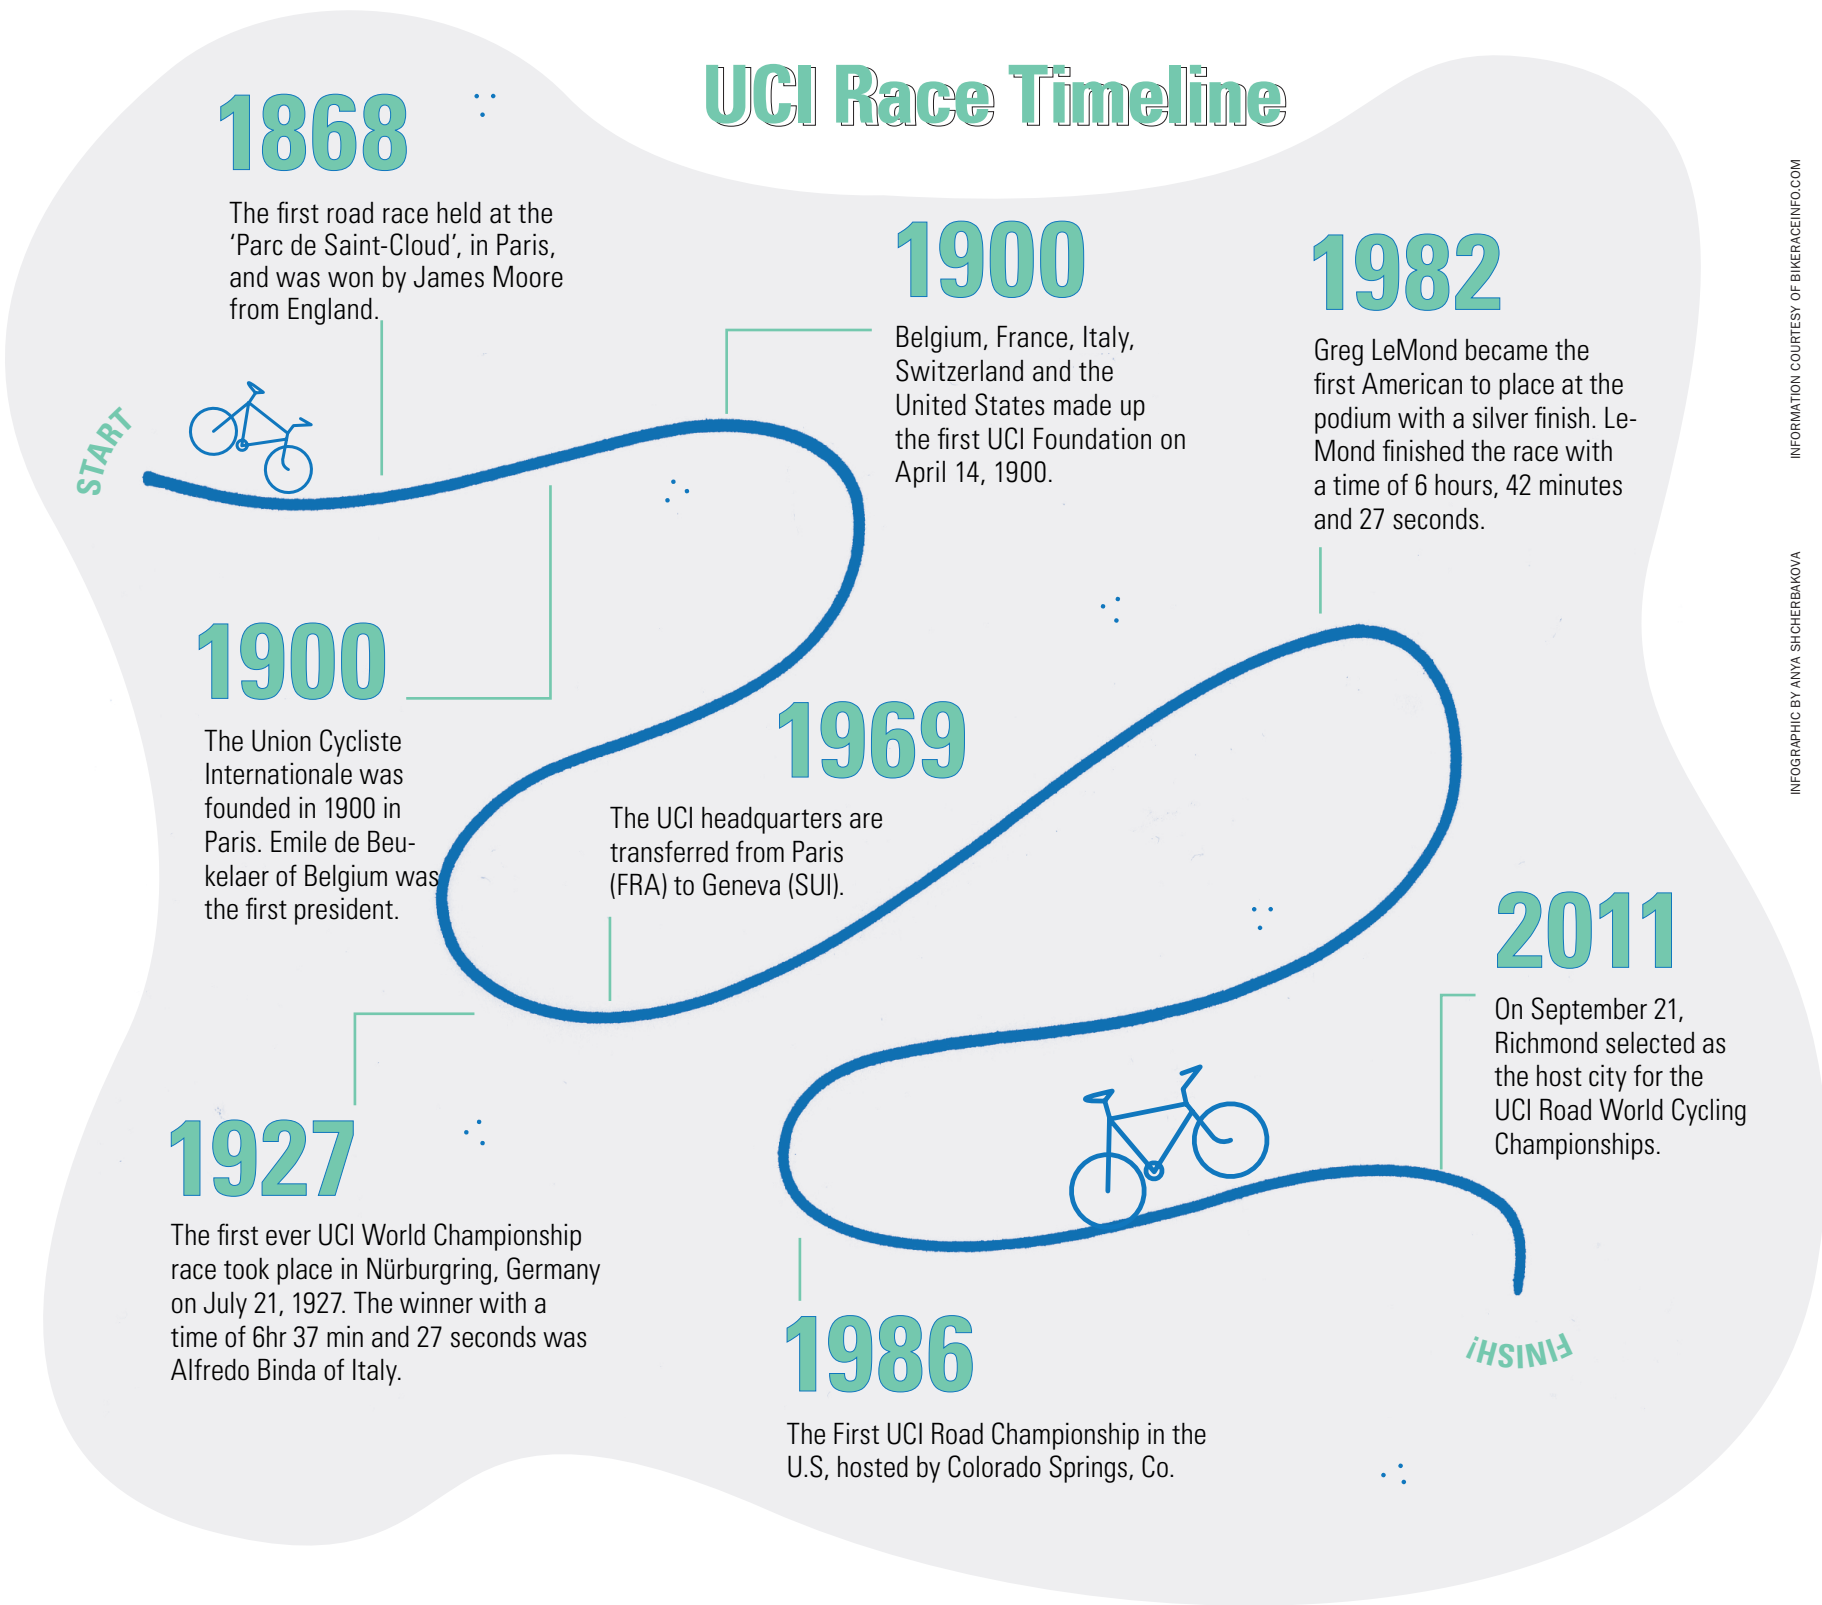 UCI Race Timeline
1868
The first road race held at the
‘Parc de Saint-Cloud’, in Paris,
and was won by James Moore
from England.
START
1900
The Union Cycliste
Internationale was
founded in 1900 in
Paris. Emile de Beu-
kelaer of Belgium was
the first president.
1900
Belgium, France, Italy,
Switzerland and the
United States made up
the first UCI Foundation on
April 14, 1900.
1927
The first ever UCI World Championship
race took place in Nürburgring, Germany
on July 21, 1927. The winner with a
time of 6hr 37 min and 27 seconds was
Alfredo Binda of Italy.
1969
The UCI headquarters are
transferred from Paris
(FRA) to Geneva (SUI).
1982
Greg LeMond became the
first American to place at the
podium with a silver finish. Le-
Mond finished the race with
a time of 6 hours, 42 minutes
and 27 seconds.
1986
The First UCI Road Championship in the
U.S, hosted by Colorado Springs, Co.
2011
On September 21,
Richmond selected as
the host city for the
UCI Road World Cycling
Championships.
FINISH!
INFORMATION COURTESY OF BIKERACEINFO.COM
INFOGRAPHIC BY ANYA SHCHERBAKOVA